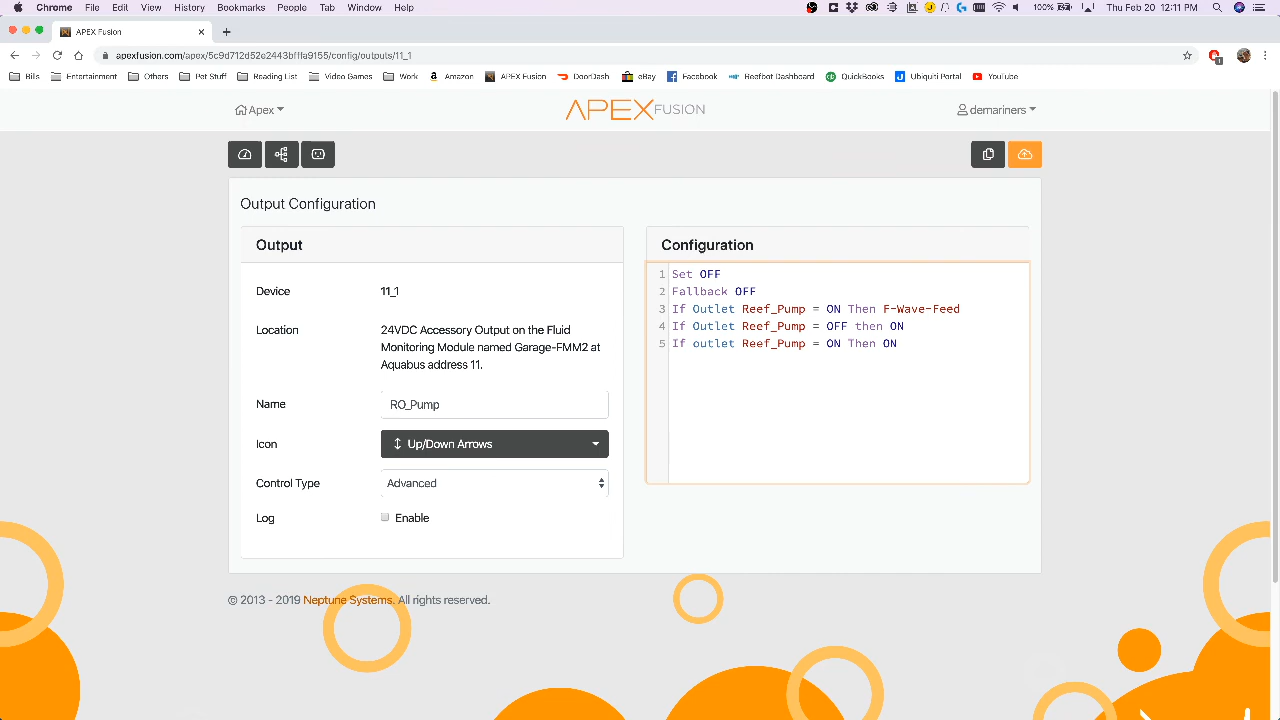 Chrome File Edit View History Bookmarks People Tab Window Help 100% Thu Feb 20 12:11 PM
APEX Fusion
apexfusion.com/apex/5c9d712d52e2443bfffa9155/config/outputs/11_1
Bills Entertainment Others Pet Stuff Reading List Video Games Work Amazon APEX Fusion DoorDash eBay Facebook Reefbot Dashboard QuickBooks Ubiquiti Portal YouTube
Apex APEX FUSION demariners
Output Configuration
Output
Device 11_1
Location 24VDC Accessory Output on the Fluid
Monitoring Module named Garage-FMM2 at
Aquabus address 11.
Name RO_Pump
Icon Up/Down Arrows
Control Type Advanced
Log Enable
Configuration
1 Set OFF
2 Fallback OFF
3 If Outlet Reef_Pump = ON Then F-Wave-Feed
4 If Outlet Reef_Pump = OFF then ON
5 If outlet Reef_Pump = ON Then ON
© 2013 - 2019 Neptune Systems. All rights reserved.